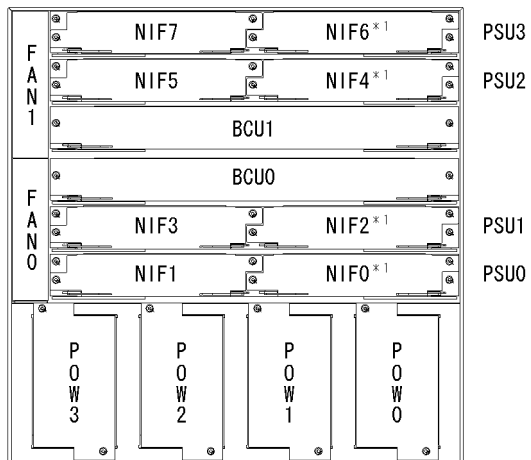 NIF7 NIF6*1 PSU3
NIF5 NIF4*1 PSU2
FAN1
BCU1
BCU0
FAN0
NIF3 NIF2*1 PSU1
NIF1 NIF0*1 PSU0
POW3 POW2 POW1 POW0